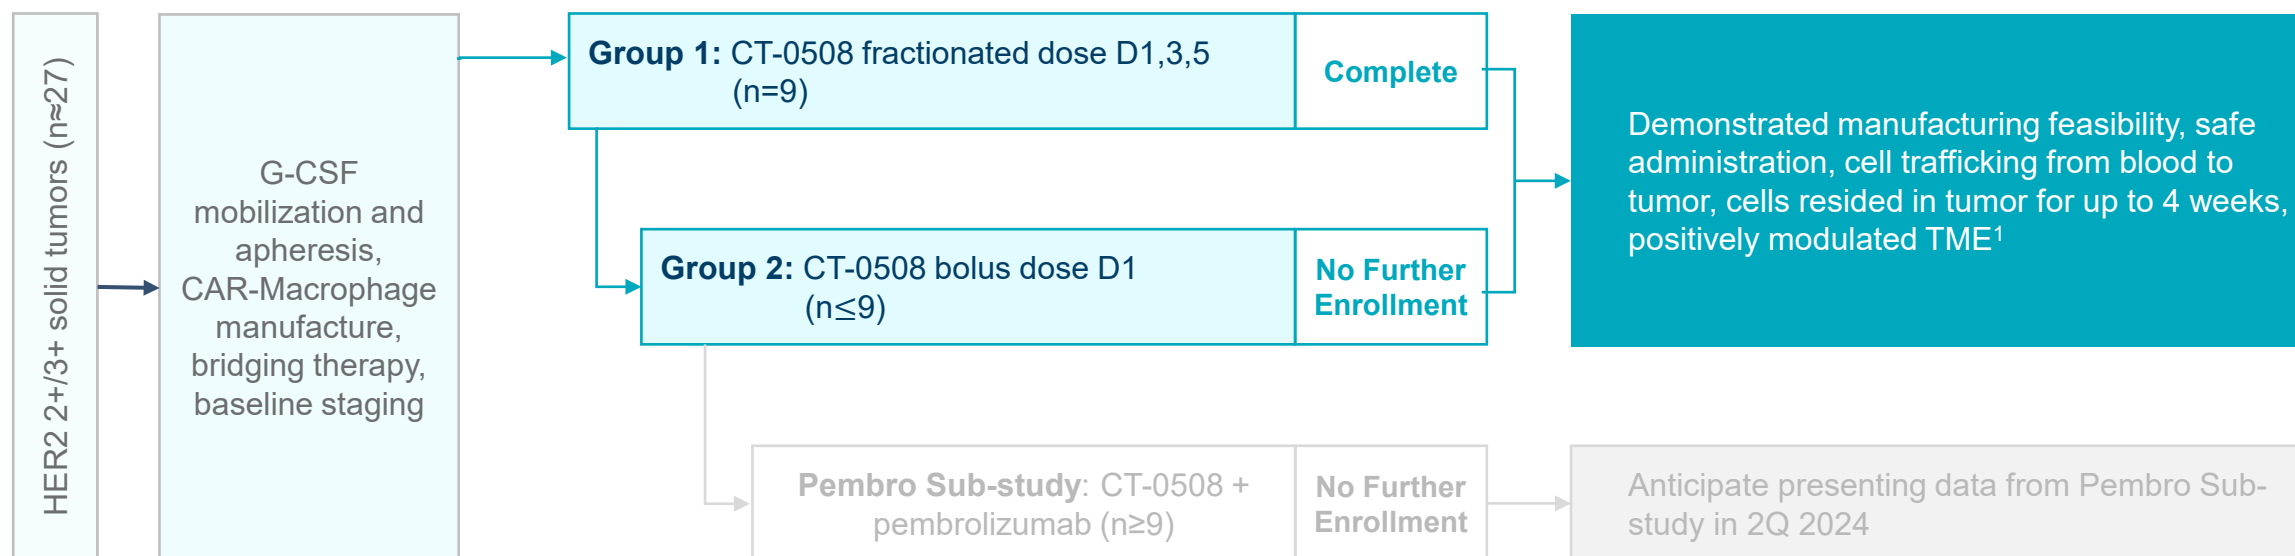 HER2 2+/3+ solid tumors (n≈27)
G-CSF
mobilization and
apheresis,
CAR-Macrophage
manufacture,
bridging therapy,
baseline staging
Group 1: CT-0508 fractionated dose D1,3,5
(n=9)
Complete
Group 2: CT-0508 bolus dose D1
(n≤9)
No Further
Enrollment
Demonstrated manufacturing feasibility, safe
administration, cell trafficking from blood to
tumor, cells resided in tumor for up to 4 weeks,
positively modulated TME¹
Pembro Sub-study: CT-0508 +
pembrolizumab (n≥9)
No Further
Enrollment
Anticipate presenting data from Pembro Sub-
study in 2Q 2024